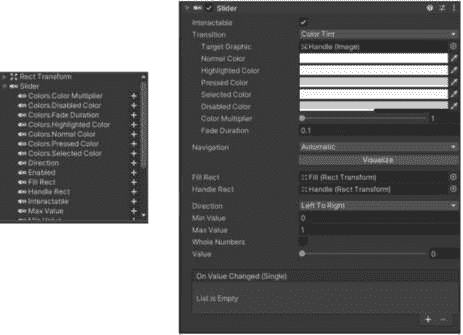 Rect Transform
Slider
Colors.Color Multiplier
Colors.Disabled Color
Colors.Fade Duration
Colors.Highlighted Color
Colors.Normal Color
Colors.Pressed Color
Colors.Selected Color
Direction
Enabled
Fill Rect
Handle Rect
Interactable
Max Value
Min Value
Slider
Interactable
Transition Color Tint
Target Graphic Handle (Image)
Normal Color
Highlighted Color
Pressed Color
Selected Color
Disabled Color
Color Multiplier 1
Fade Duration 0.1
Navigation Automatic
Visualize
Fill Rect Fill (Rect Transform)
Handle Rect Handle (Rect Transform)
Direction Left To Right
Min Value 0
Max Value 1
Whole Numbers
Value 0
On Value Changed (Single)
List is Empty